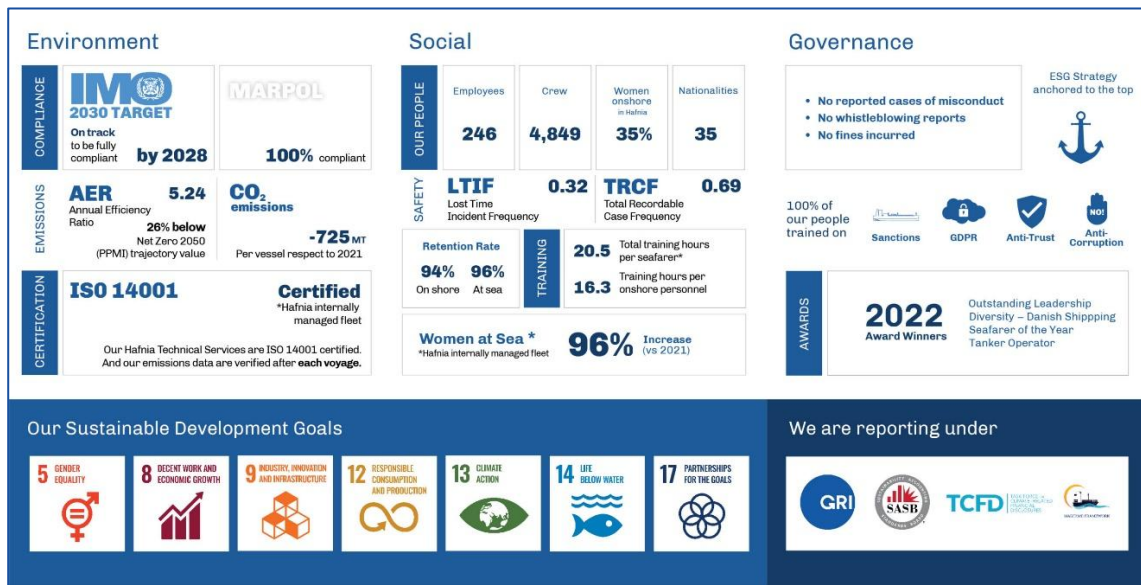 Environment
COMPLIANCE
IMO
2030 TARGET
On track
to be fully
compliant by 2028
MARPOL
100% compliant
EMISSIONS
AER 5.24
Annual Efficiency
Ratio
26% below
Net Zero 2050
(PPMI) trajectory value
CO₂
emissions
-725 MT
Per vessel respect to 2021
CERTIFICATION
ISO 14001
Certified
*Hafnia internally
managed fleet
Our Hafnia Technical Services are ISO 14001 certified.
And our emissions data are verified after each voyage.
Social
OUR PEOPLE
Employees
246
Crew
4,849
Women
onshore
in Hafnia
35%
Nationalities
35
SAFETY
LTIF 0.32
Lost Time
Incident Frequency
TRCF 0.69
Total Recordable
Case Frequency
Retention Rate
94% 96%
On shore At sea
TRAINING
20.5 Total training hours
per seafarer*
16.3 Training hours per
onshore personnel
Women at Sea *
*Hafnia internally managed fleet
96% Increase
(vs 2021)
Governance
• No reported cases of misconduct
• No whistleblowing reports
• No fines incurred
ESG Strategy
anchored to the top
100% of
our people
trained on
Sanctions
GDPR
Anti-Trust
NO!
Anti-
Corruption
AWARDS
2022
Award Winners
Outstanding Leadership
Diversity – Danish Shippping
Seafarer of the Year
Tanker Operator
Our Sustainable Development Goals
5 GENDER
EQUALITY
8 DECENT WORK AND
ECONOMIC GROWTH
9 INDUSTRY, INNOVATION
AND INFRASTRUCTURE
12 RESPONSIBLE
CONSUMPTION
AND PRODUCTION
13 CLIMATE
ACTION
14 LIFE
BELOW WATER
17 PARTNERSHIPS
FOR THE GOALS
We are reporting under
GRI
SASB
TCFD